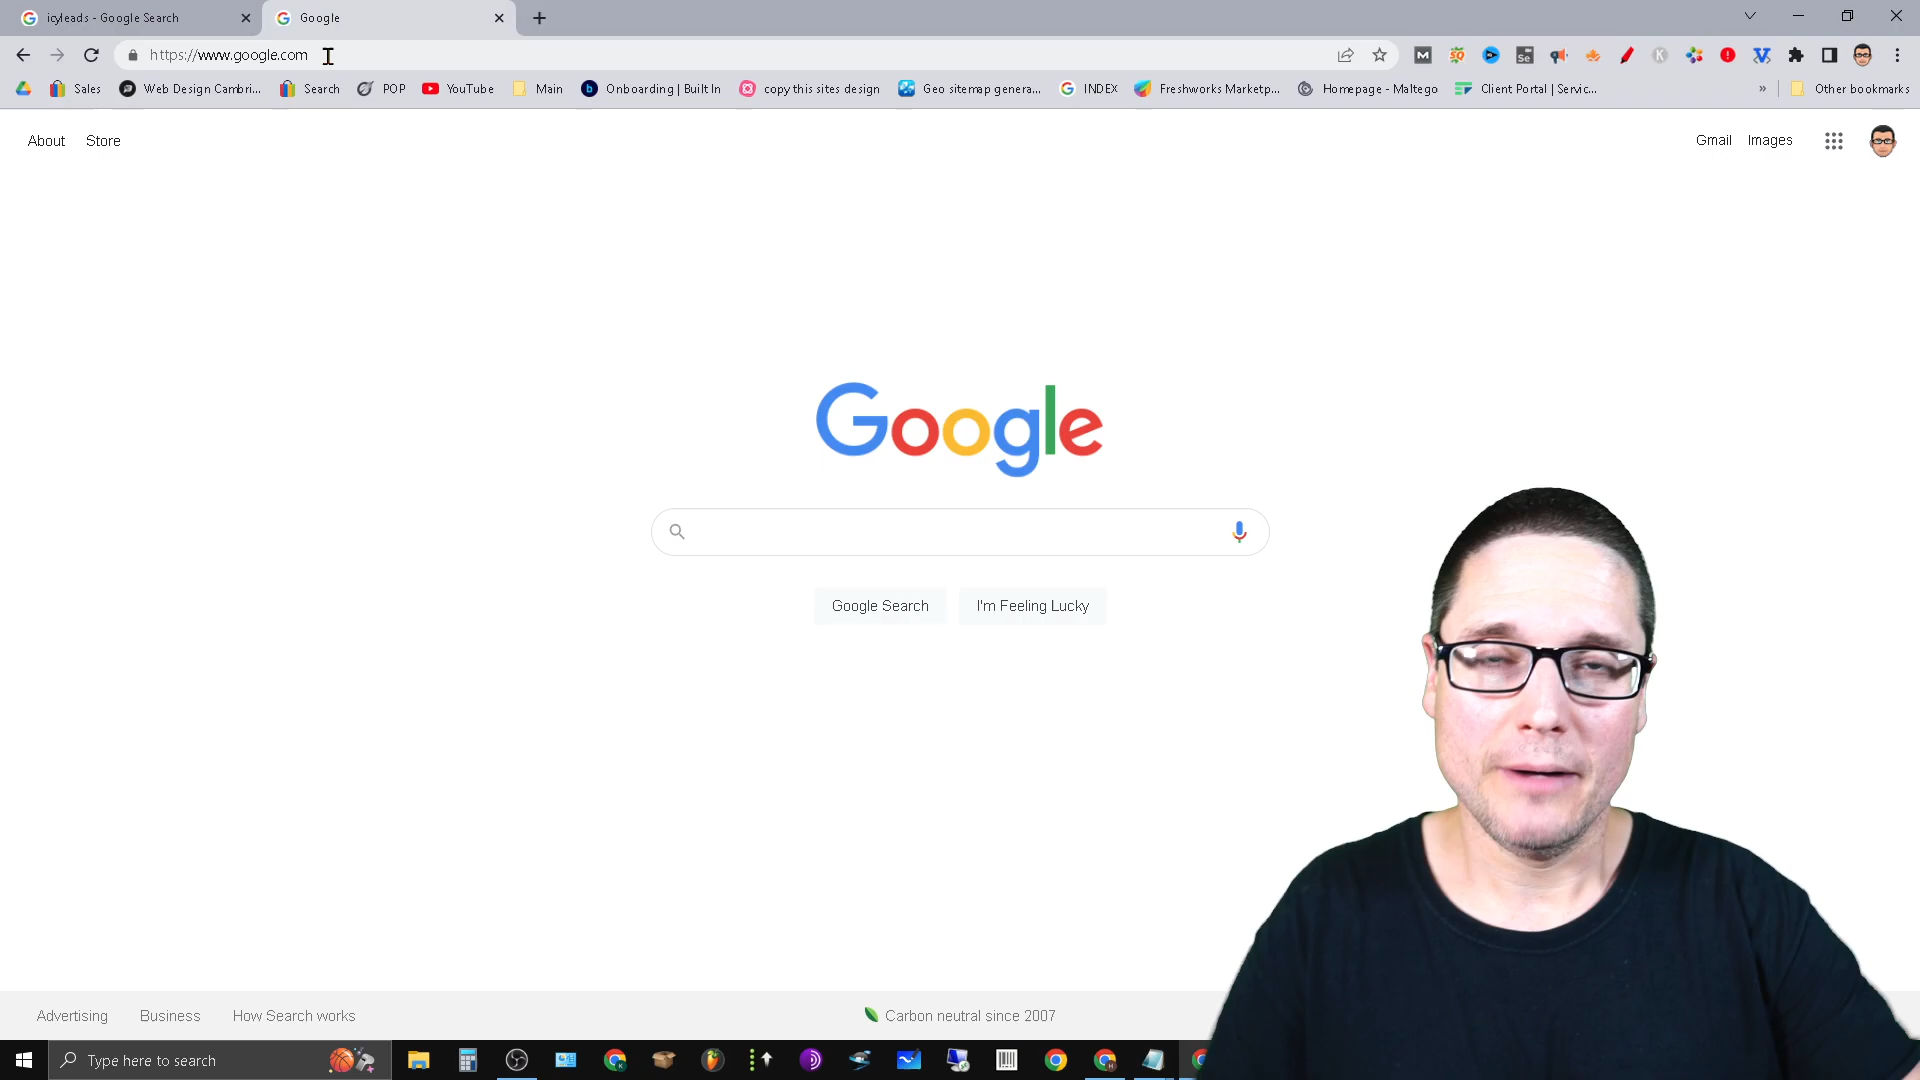 icyleads - Google Search
Google
https://www.google.com
Sales
Web Design Cambri...
Search
POP
YouTube
Main
Onboarding | Built In
copy this sites design
Geo sitemap genera...
INDEX
Freshworks Marketp...
Homepage - Maltego
Client Portal | Servic...
»
Other bookmarks
About
Store
Gmail
Images
Google
Google Search
I'm Feeling Lucky
Advertising
Business
How Search works
Carbon neutral since 2007
Type here to search